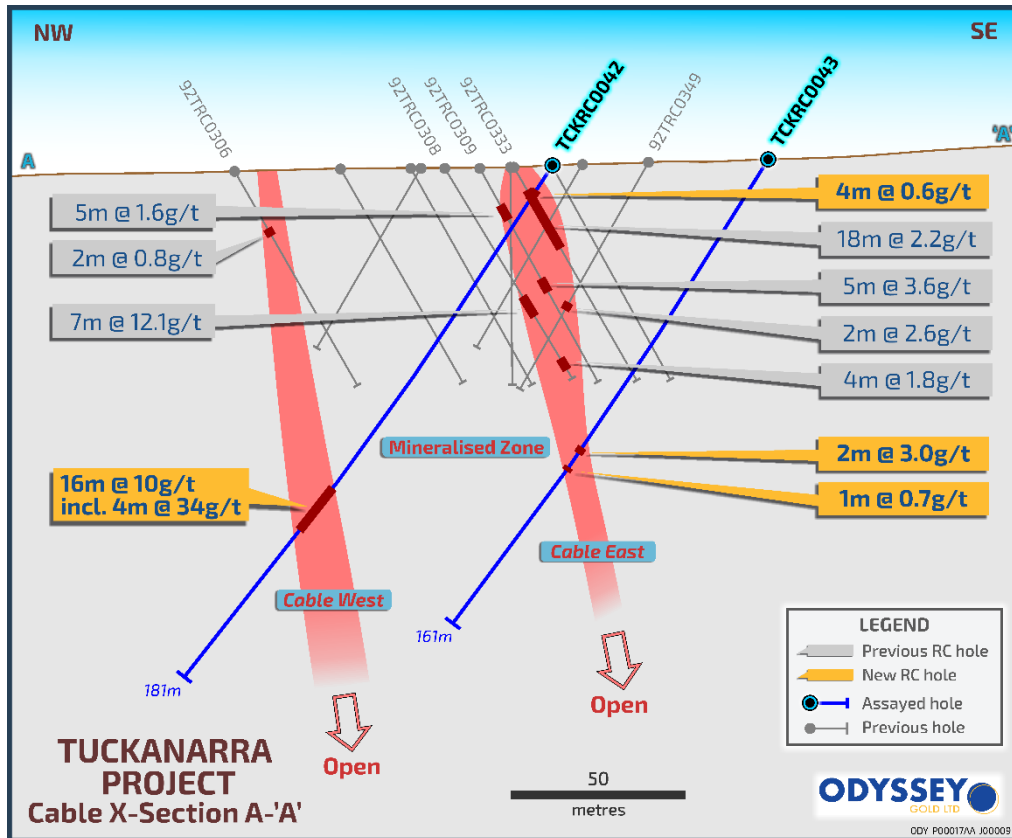 NW
SE
92TRC0306
92TRC0308
92TRC0309
92TRC0333
TCKRC0042
92TRC0349
TCKRC0043
A
'A'
5m @ 1.6g/t
2m @ 0.8g/t
7m @ 12.1g/t
4m @ 0.6g/t
18m @ 2.2g/t
5m @ 3.6g/t
2m @ 2.6g/t
4m @ 1.8g/t
Mineralised Zone
2m @ 3.0g/t
1m @ 0.7g/t
16m @ 10g/t
incl. 4m @ 34g/t
Cable East
Cable West
161m
181m
Open
Open
LEGEND
Previous RC hole
New RC hole
Assayed hole
Previous hole
TUCKANARRA
PROJECT
Cable X-Section A-'A'
50
metres
ODYSSEY
GOLD LTD
ODY P00017/AA J00009